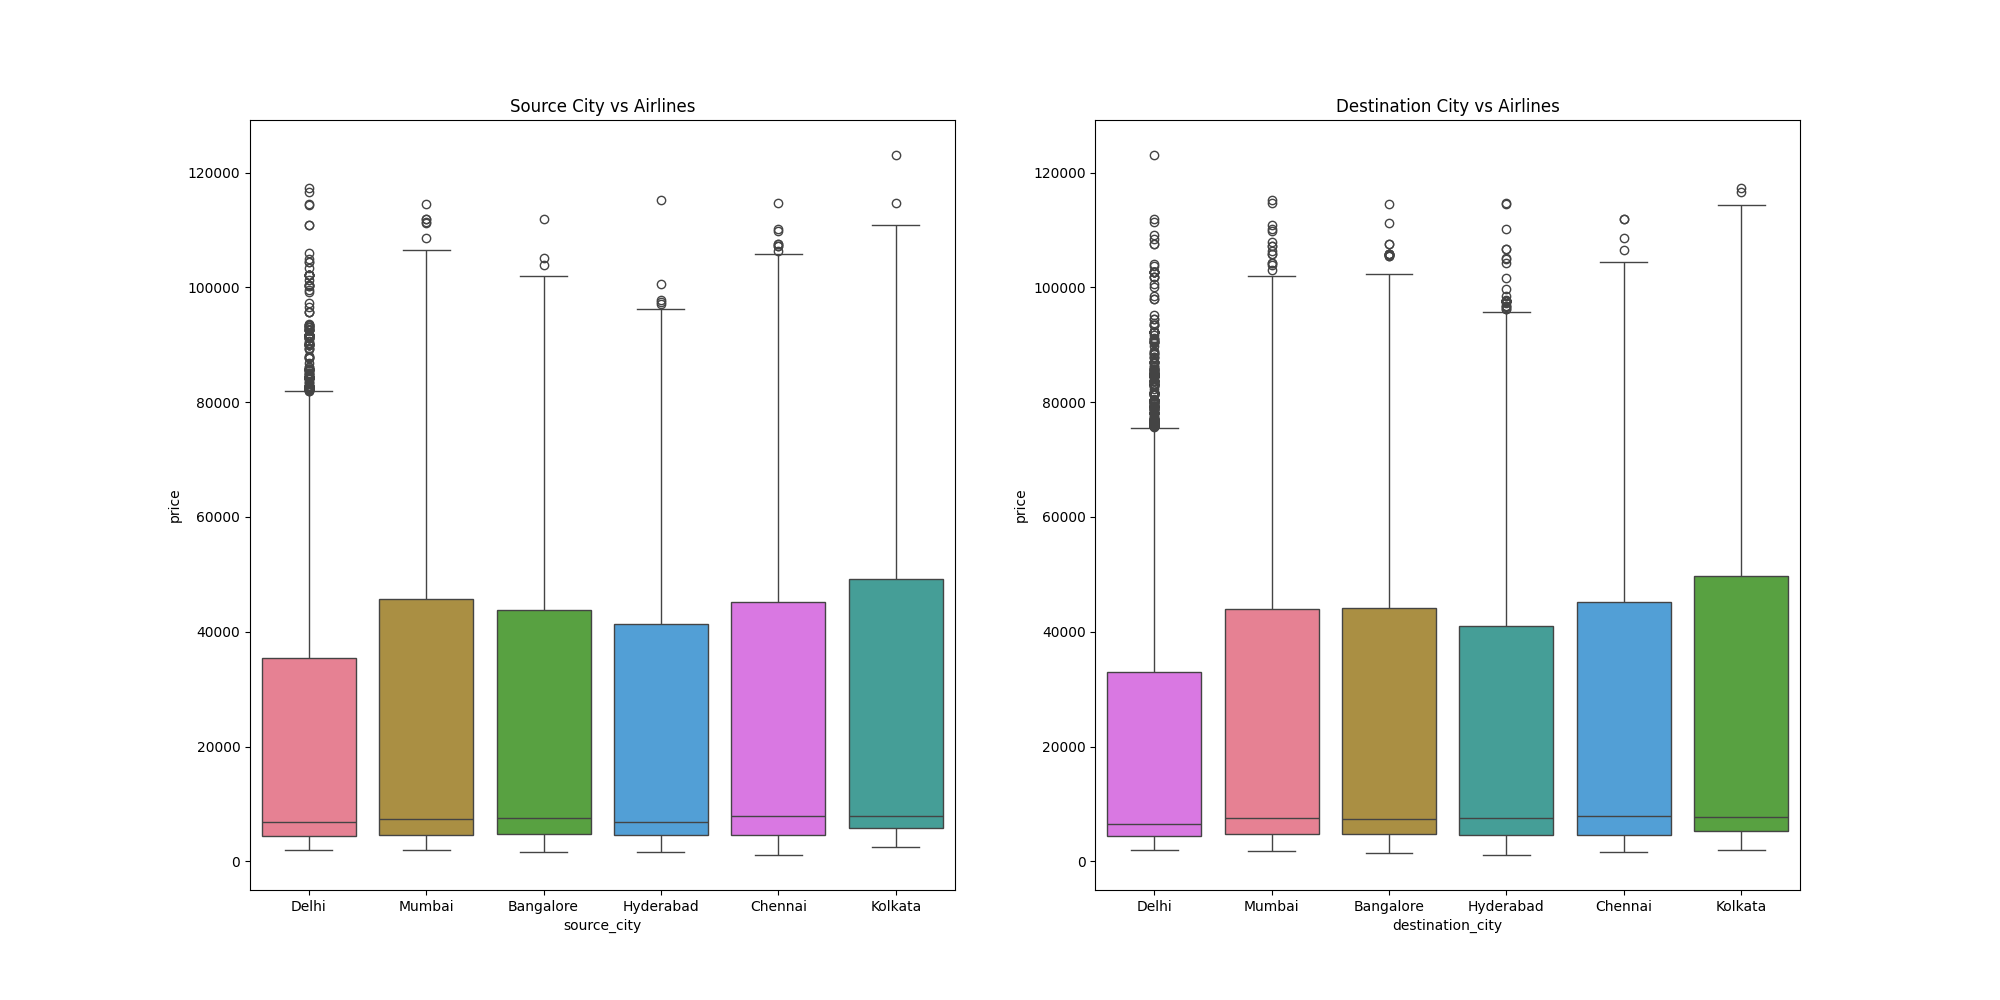 Source City vs Airlines
120000
100000
80000
60000
40000
20000
0
price
Delhi Mumbai Bangalore Hyderabad Chennai Kolkata
source_city
Destination City vs Airlines
120000
100000
80000
60000
40000
20000
0
price
Delhi Mumbai Bangalore Hyderabad Chennai Kolkata
destination_city